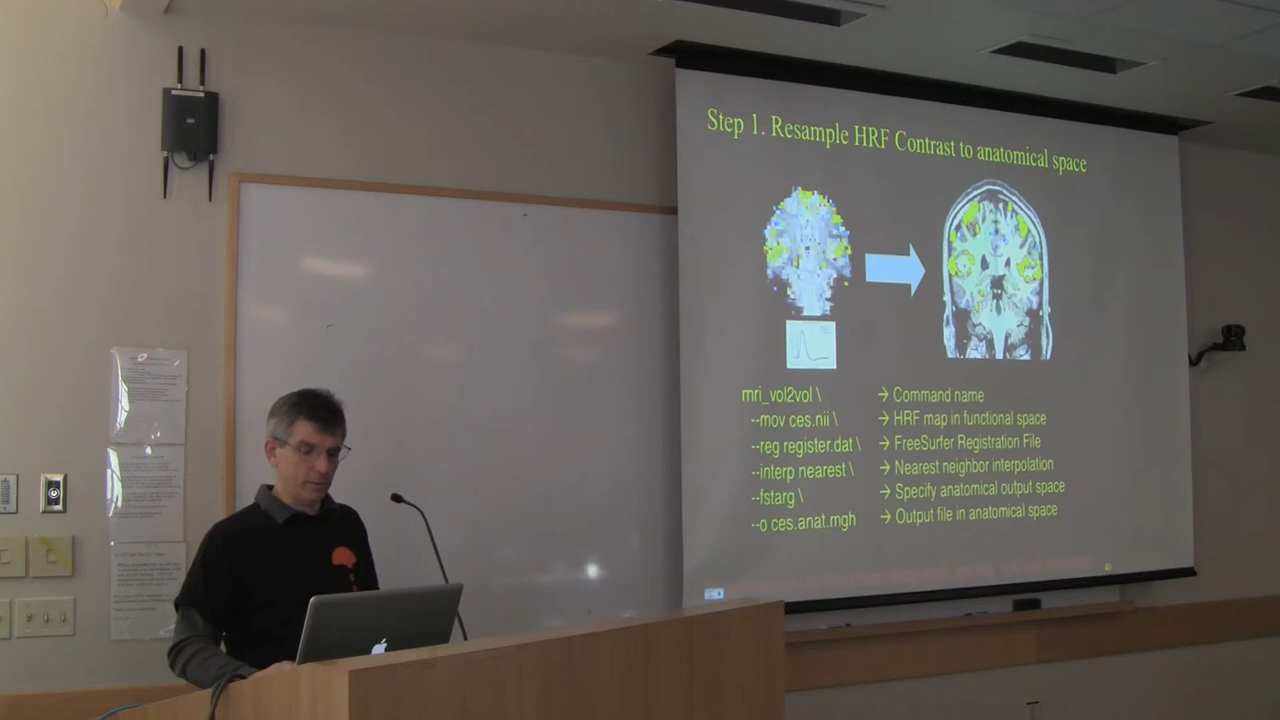 Step 1. Resample HRF Contrast to anatomical space
mri_vol2vol \ → Command name
--mov ces.nii \ → HRF map in functional space
--reg register.dat \ → FreeSurfer Registration File
--interp nearest \ → Nearest neighbor interpolation
--fstarg \ → Specify anatomical output space
--o ces.anat.mgh → Output file in anatomical space